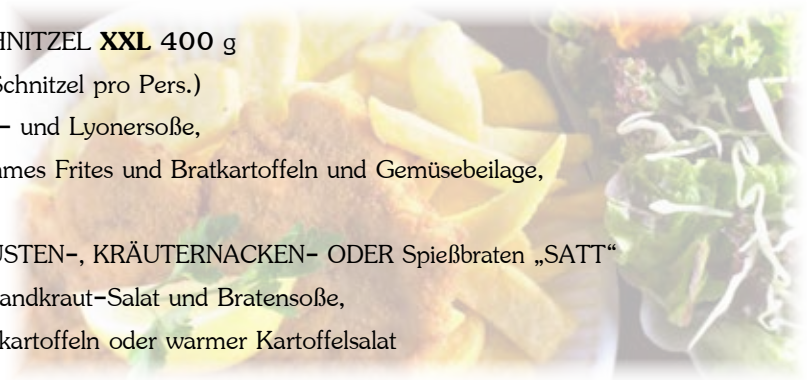 HNITZEL XXL 400 g
Schnitzel pro Pers.)
- und Lyonersoße,
mes Frites und Bratkartoffeln und Gemüsebeilage,
USTEN-, KRÄUTERNACKEN- ODER Spießbraten „SATT“
andkraut-Salat und Bratensoße,
kartoffeln oder warmer Kartoffelsalat